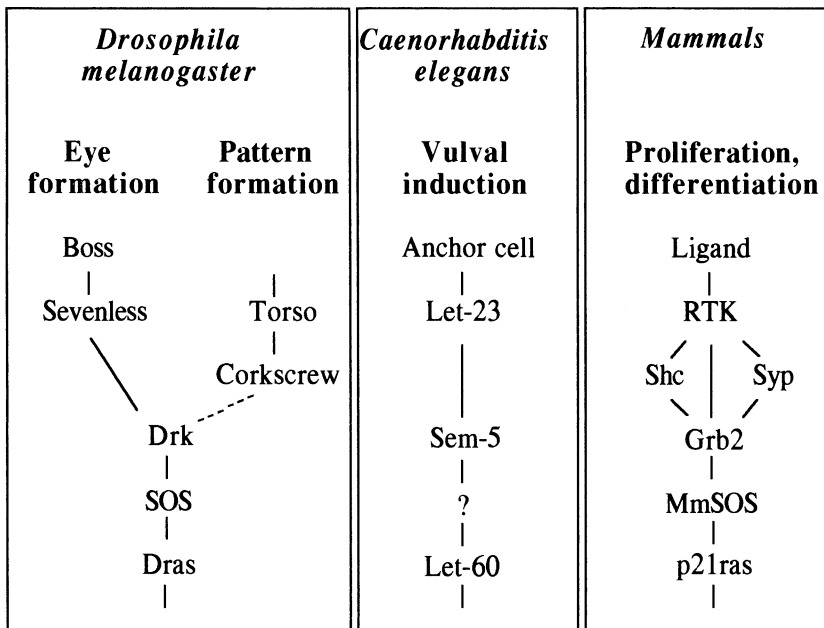 Drosophila
melanogaster
Eye
formation
Pattern
formation
Boss
Sevenless
Torso
Corkscrew
Drk
SOS
Dras
Caenorhabditis
elegans
Vulval
induction
Anchor cell
Let-23
Sem-5
?
Let-60
Mammals
Proliferation,
differentiation
Ligand
RTK
Shc
Syp
Grb2
MmSOS
p21ras